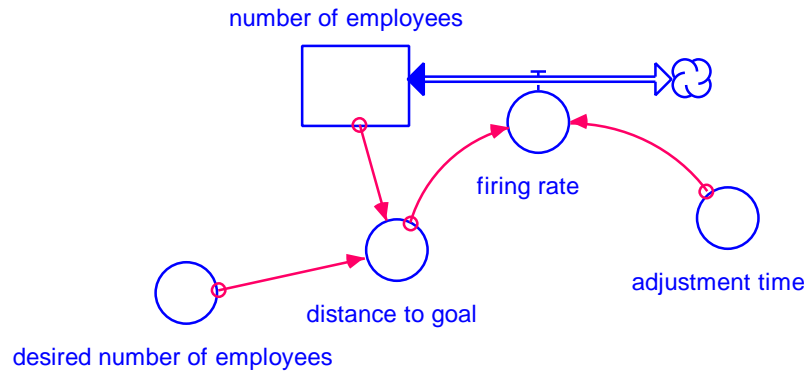 number of employees
firing rate
adjustment time
distance to goal
desired number of employees